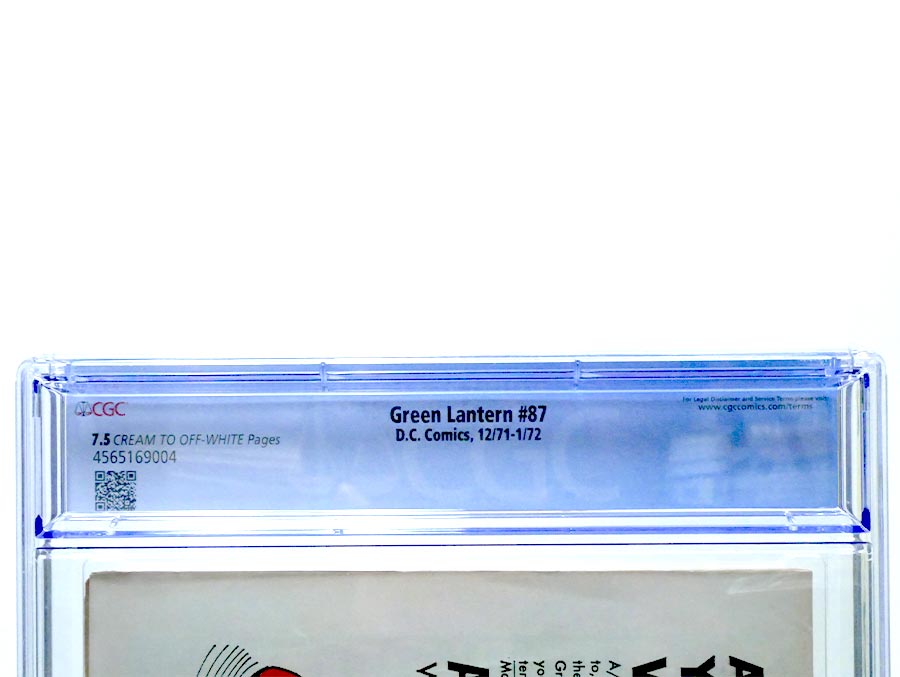 CGC
Green Lantern #87
D.C. Comics, 12/71-1/72
For Legal Disclaimer and Service Terms please visit:
www.cgccomics.com/terms
7.5 CREAM TO OFF-WHITE Pages
4565169004
CGC